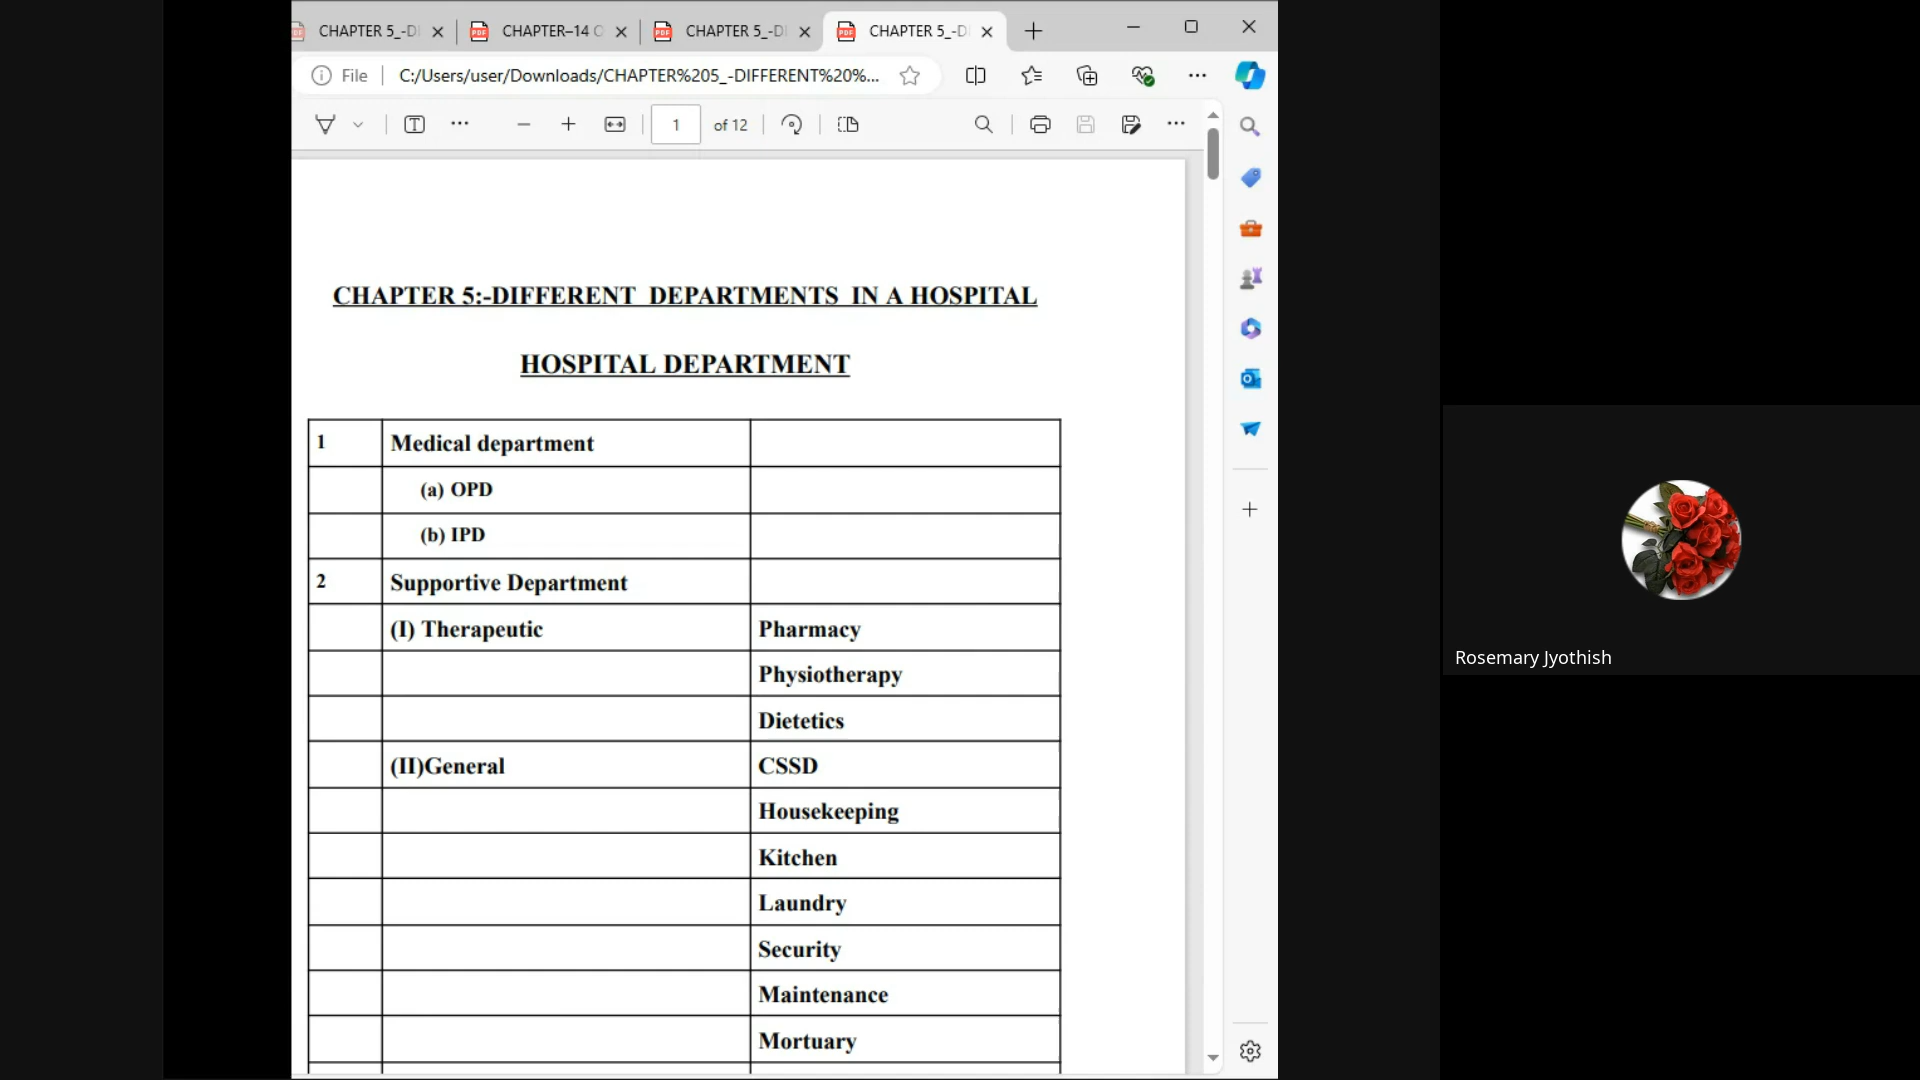 CHAPTER 5_-D
CHAPTER–14
CHAPTER 5_-D
CHAPTER 5_-D
File
C:/Users/user/Downloads/CHAPTER%205_-DIFFERENT%20%...
1 of 12
CHAPTER 5:-DIFFERENT DEPARTMENTS IN A HOSPITAL
HOSPITAL DEPARTMENT
1 Medical department
(a) OPD
(b) IPD
2 Supportive Department
(I) Therapeutic Pharmacy
Physiotherapy
Dietetics
(II)General CSSD
Housekeeping
Kitchen
Laundry
Security
Maintenance
Mortuary
Rosemary Jyothish